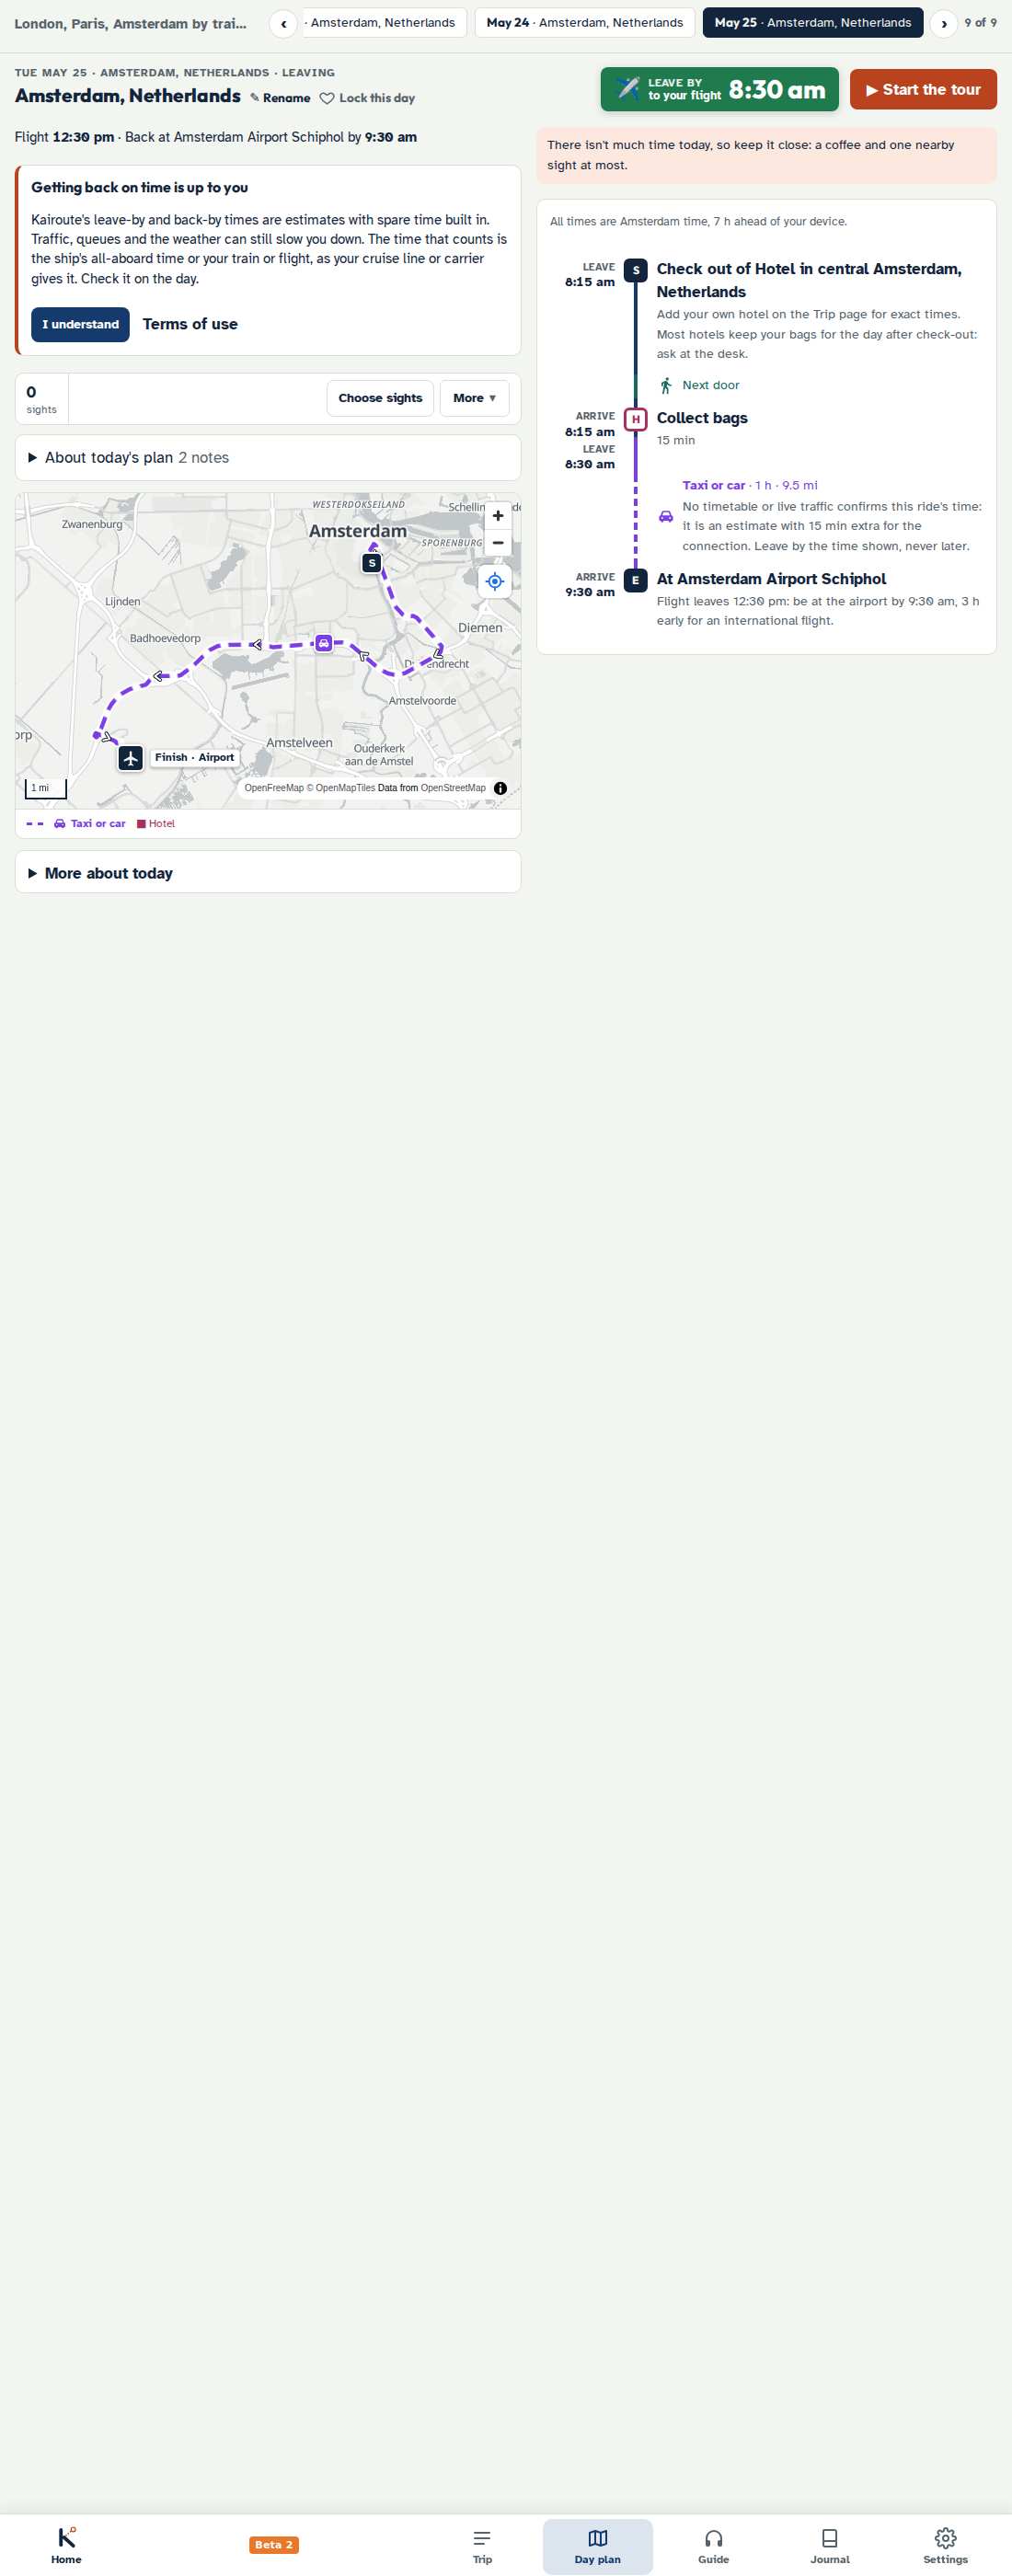 London, Paris, Amsterdam by trai...
‹
· Amsterdam, Netherlands
May 24 · Amsterdam, Netherlands
May 25 · Amsterdam, Netherlands
›
9 of 9
TUE MAY 25 · AMSTERDAM, NETHERLANDS · LEAVING
Amsterdam, Netherlands
✎ Rename
Lock this day
LEAVE BY
to your flight
8:30 am
▶ Start the tour
Flight 12:30 pm · Back at Amsterdam Airport Schiphol by 9:30 am
Getting back on time is up to you
Kairoute's leave-by and back-by times are estimates with spare time built in.
Traffic, queues and the weather can still slow you down. The time that counts is
the ship's all-aboard time or your train or flight, as your cruise line or carrier
gives it. Check it on the day.
I understand
Terms of use
0
sights
Choose sights
More ▼
▶ About today's plan 2 notes
WESTERDOKSEILAND
Zwanenburg
Amsterdam
SPORENBURG
+
−
S
Lijnden
Badhoevedorp
Diemen
Amstelvoorde
Amstelveen
Ouderkerk
aan de Amstel
Finish · Airport
1 mi
OpenFreeMap © OpenMapTiles Data from OpenStreetMap
Taxi or car
Hotel
▶ More about today
There isn't much time today, so keep it close: a coffee and one nearby
sight at most.
All times are Amsterdam time, 7 h ahead of your device.
LEAVE
8:15 am
S
Check out of Hotel in central Amsterdam,
Netherlands
Add your own hotel on the Trip page for exact times.
Most hotels keep your bags for the day after check-out:
ask at the desk.
Next door
ARRIVE
8:15 am
LEAVE
8:30 am
H
Collect bags
15 min
Taxi or car · 1 h · 9.5 mi
No timetable or live traffic confirms this ride's time:
it is an estimate with 15 min extra for the
connection. Leave by the time shown, never later.
ARRIVE
9:30 am
E
At Amsterdam Airport Schiphol
Flight leaves 12:30 pm: be at the airport by 9:30 am, 3 h
early for an international flight.
Home
Beta 2
Trip
Day plan
Guide
Journal
Settings